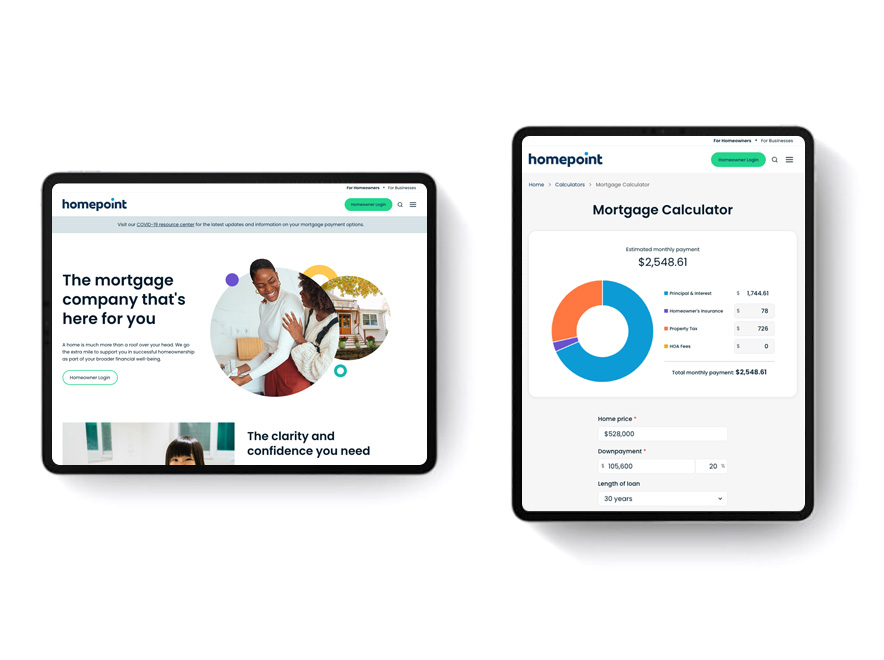 For Homeowners • For Businesses
homepoint
Homeowner Login
Visit our COVID-19 resource center for the latest updates and information on your mortgage payment options.
The mortgage
company that's
here for you
A home is much more than a roof over your head. We go
the extra mile to support you in successful homeownership
as part of your broader financial well-being.
Homeowner Login
The clarity and
confidence you need
For Homeowners • For Businesses
homepoint
Homeowner Login
Home > Calculators > Mortgage Calculator
Mortgage Calculator
Estimated monthly payment
$2,548.61
Principal & Interest $ 1,744.61
Homeowner's Insurance $ 78
Property Tax $ 726
HOA Fees $ 0
Total monthly payment: $2,548.61
Home price *
$528,000
Downpayment *
$ 105,600 20 %
Length of loan
30 years